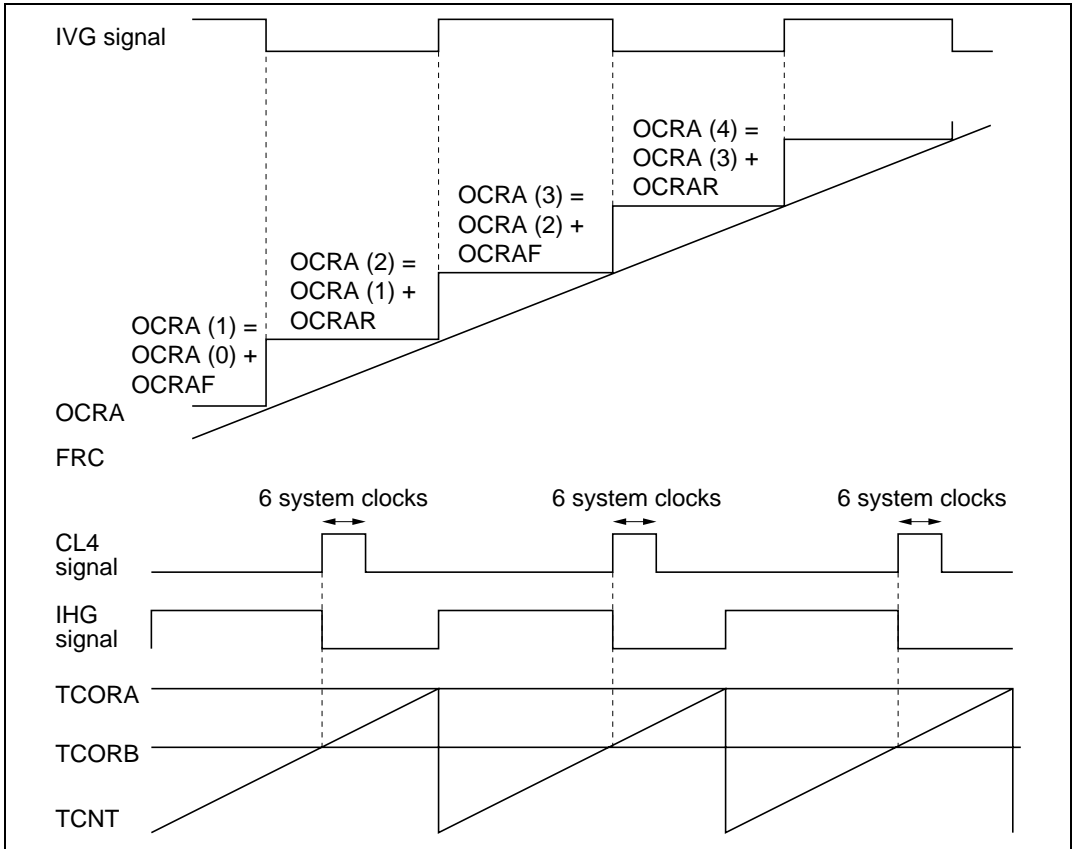 IVG signal
OCRA (4) =
OCRA (3) +
OCRAR
OCRA (3) =
OCRA (2) +
OCRAF
OCRA (2) =
OCRA (1) +
OCRAR
OCRA (1) =
OCRA (0) +
OCRAF
OCRA
FRC
6 system clocks 6 system clocks 6 system clocks
CL4
signal
IHG
signal
TCORA
TCORB
TCNT